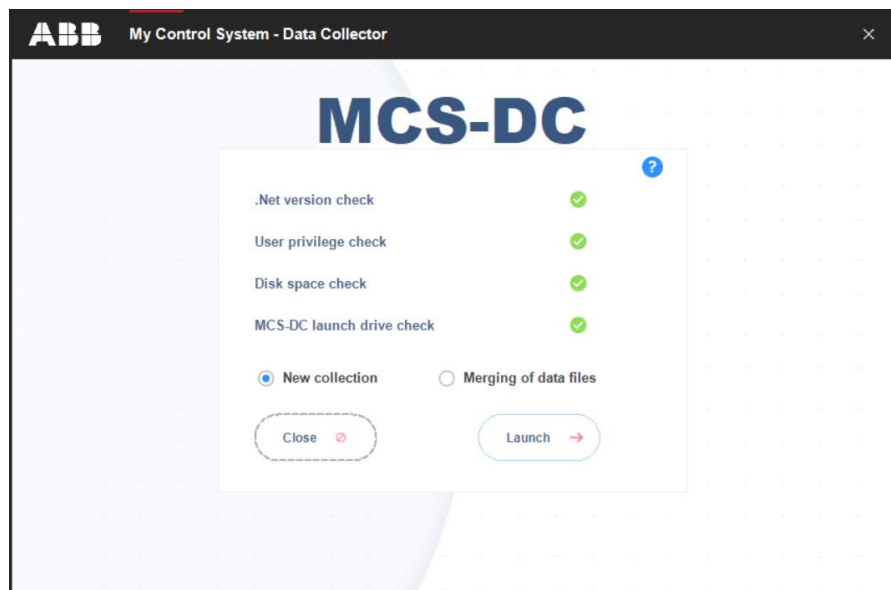 ABB My Control System - Data Collector
MCS-DC
?
.Net version check
User privilege check
Disk space check
MCS-DC launch drive check
New collection Merging of data files
Close Launch